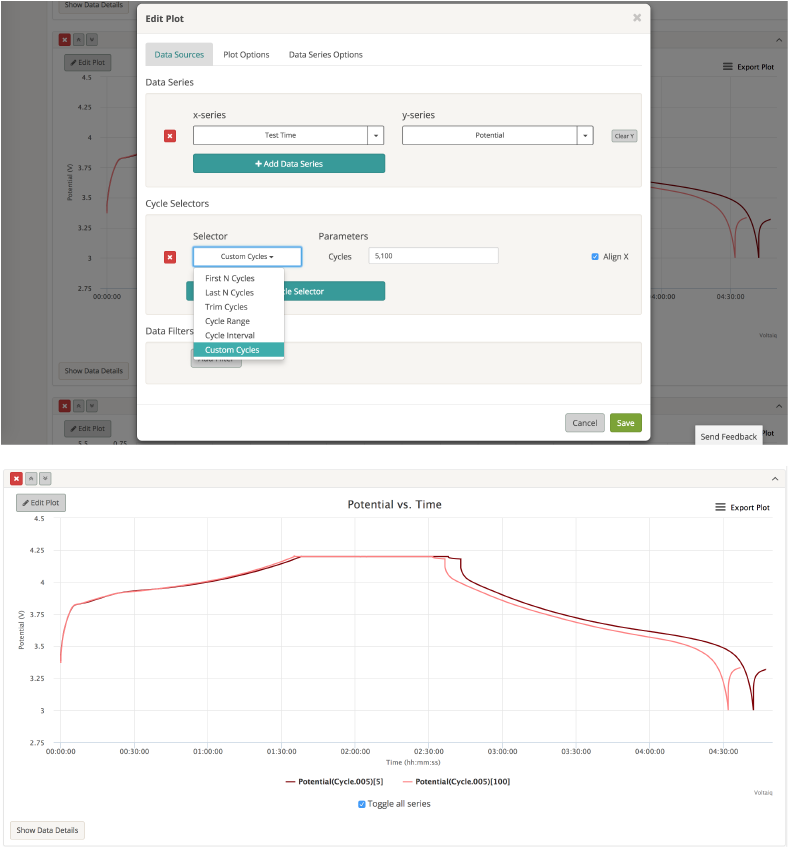 Show Data Details
Edit Plot
Edit Plot
Export Plot
Data Sources Plot Options Data Series Options
Data Series
x-series y-series
Test Time Potential Clear Y
Add Data Series
Cycle Selectors
Selector Parameters
Custom Cycles Cycles 5,100 Align X
First N Cycles
Last N Cycles
Trim Cycles
Cycle Range
Cycle Interval
Custom Cycles
cle Selector
Data Filters
Cancel Save
4.5
4.25
4
3.75
3.5
3.25
3
2.75
Potential (V)
00:00:00 4:00:00 04:30:00
Voltaiq
Show Data Details
Edit Plot
5.5 0.75
lot
Send Feedback
Edit Plot
Potential vs. Time
Export Plot
4.5
4.25
4
3.75
3.5
3.25
3
2.75
Potential (V)
00:00:00 00:30:00 01:00:00 01:30:00 02:00:00 02:30:00 03:00:00 03:30:00 04:00:00 04:30:00
Time (hh:mm:ss)
Potential(Cycle.005)[5] Potential(Cycle.005)[100]
Voltaiq
Toggle all series
Show Data Details